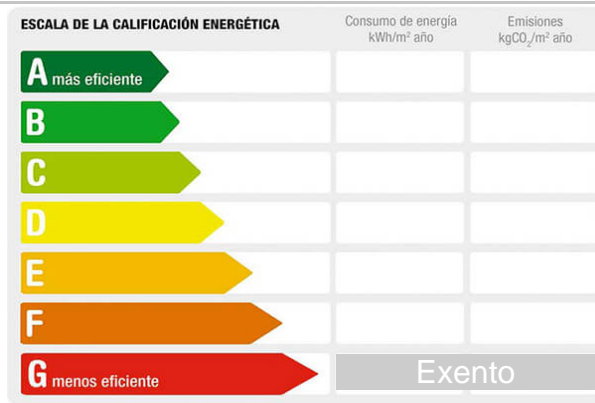 ESCALA DE LA CALIFICACIÓN ENERGÉTICA
Consumo de energía
kWh/m² año
Emisiones
kgCO₂/m² año
A más eficiente
B
C
D
E
F
G menos eficiente
Exento